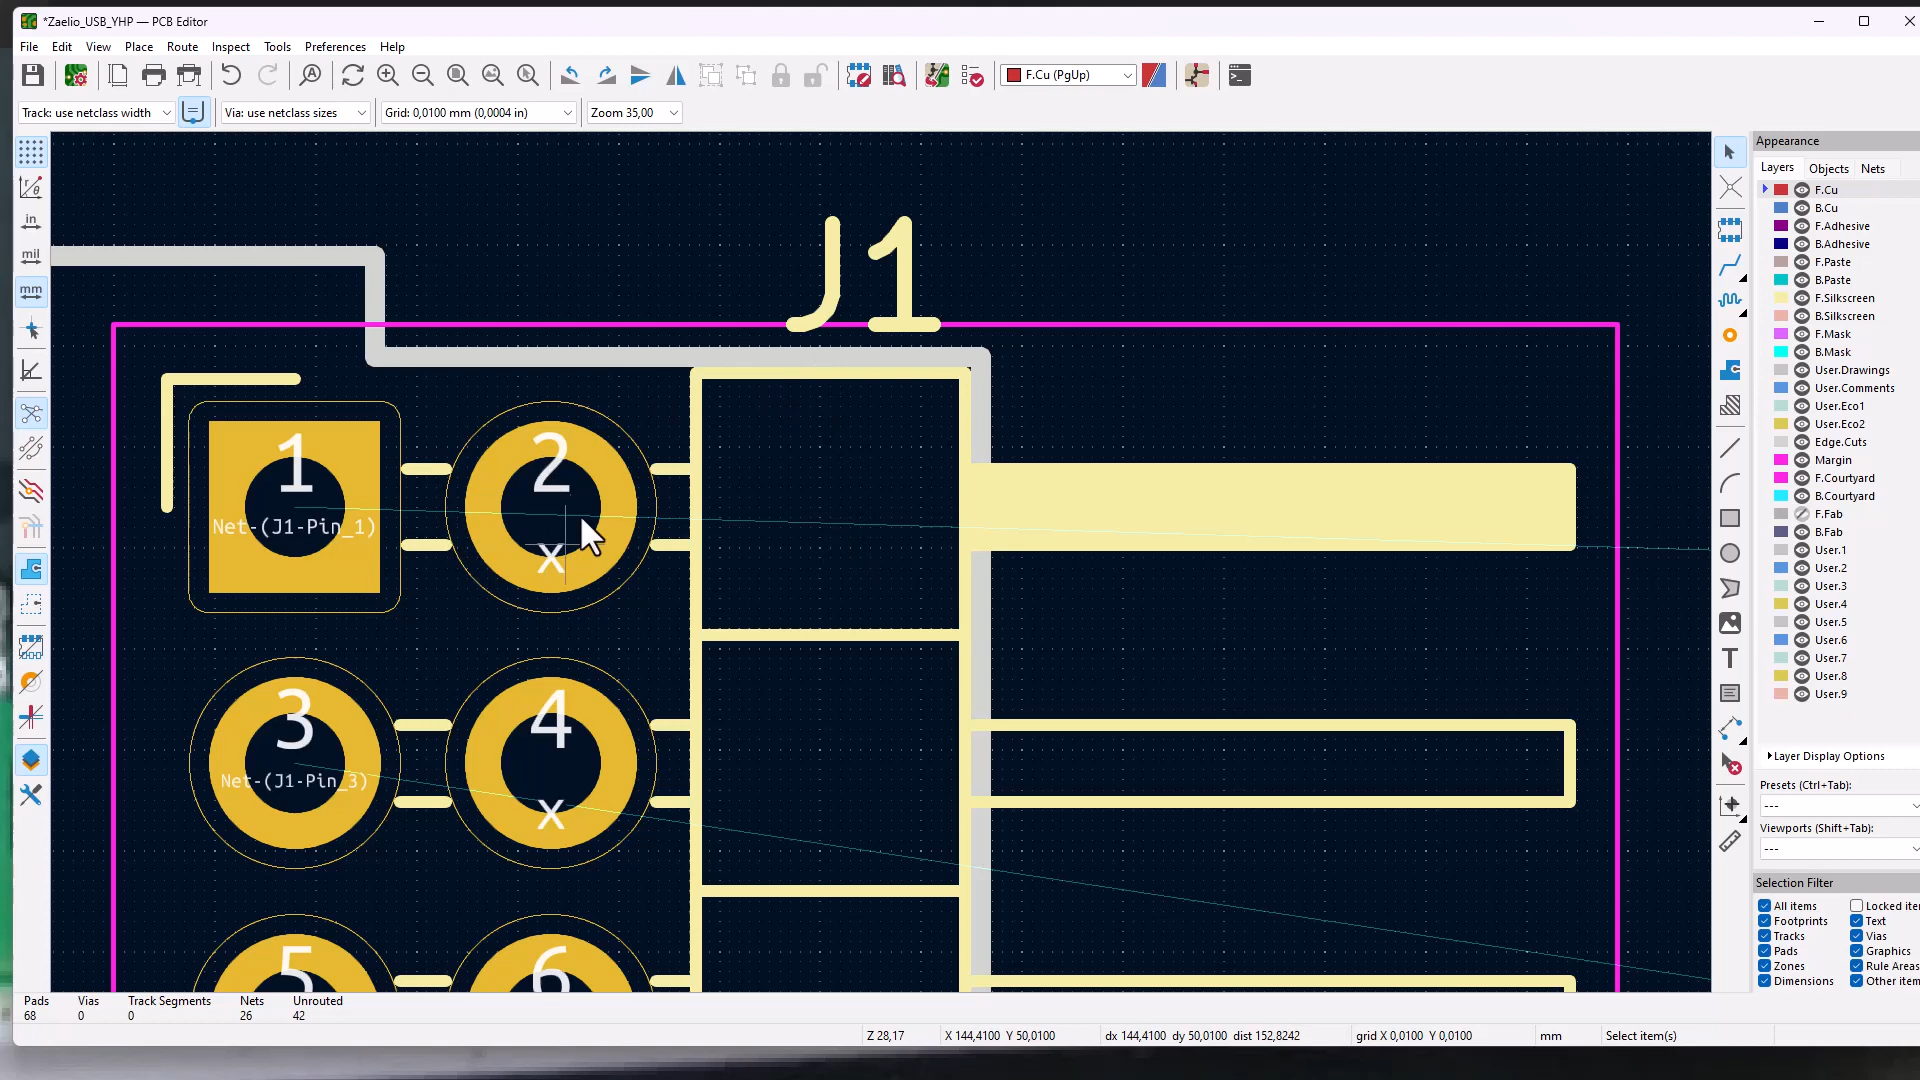 *Zaelio_USB_YHP — PCB Editor
File Edit View Place Route Inspect Tools Preferences Help
F.Cu (PgUp)
Track: use netclass width
Via: use netclass sizes
Grid: 0,0100 mm (0,0004 in)
Zoom 35,00
in
mil
mm
J1
1
Net-(J1-Pin_1)
2
x
3
Net-(J1-Pin_3)
4
x
5
6
Appearance
Layers Objects Nets
F.Cu
B.Cu
F.Adhesive
B.Adhesive
F.Paste
B.Paste
F.Silkscreen
B.Silkscreen
F.Mask
B.Mask
User.Drawings
User.Comments
User.Eco1
User.Eco2
Edge.Cuts
Margin
F.Courtyard
B.Courtyard
F.Fab
B.Fab
User.1
User.2
User.3
User.4
User.5
User.6
User.7
User.8
User.9
Layer Display Options
Presets (Ctrl+Tab):
---
Viewports (Shift+Tab):
---
Selection Filter
All items Locked iter
Footprints Text
Tracks Vias
Pads Graphics
Zones Rule Areas
Dimensions Other item
Pads Vias Track Segments Nets Unrouted
68 0 0 26 42
Z 28,17 X 144,4100 Y 50,0100 dx 144,4100 dy 50,0100 dist 152,8242 grid X 0,0100 Y 0,0100 mm Select item(s)